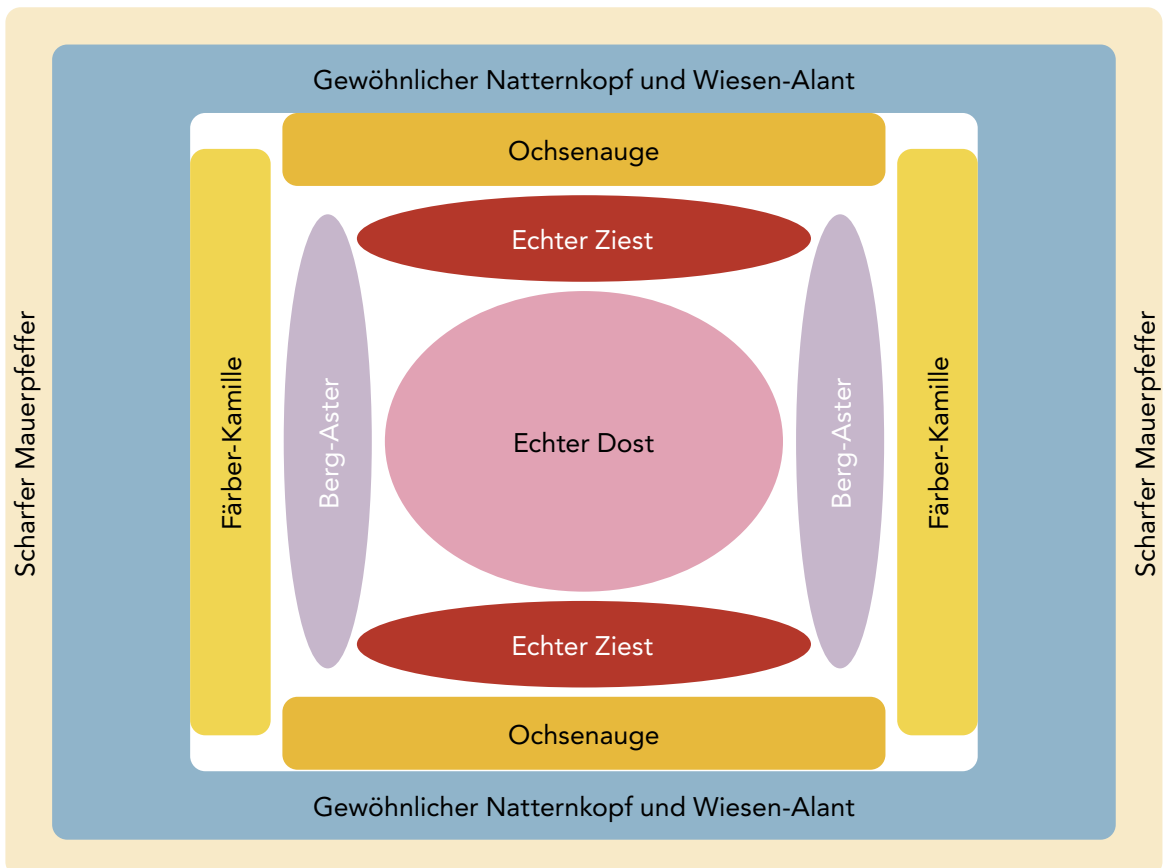 Gewöhnlicher Natternkopf und Wiesen-Alant
Ochsenauge
Echter Ziest
Scharfer Mauerpfeffer
Färber-Kamille
Berg-Aster
Echter Dost
Berg-Aster
Färber-Kamille
Scharfer Mauerpfeffer
Echter Ziest
Ochsenauge
Gewöhnlicher Natternkopf und Wiesen-Alant